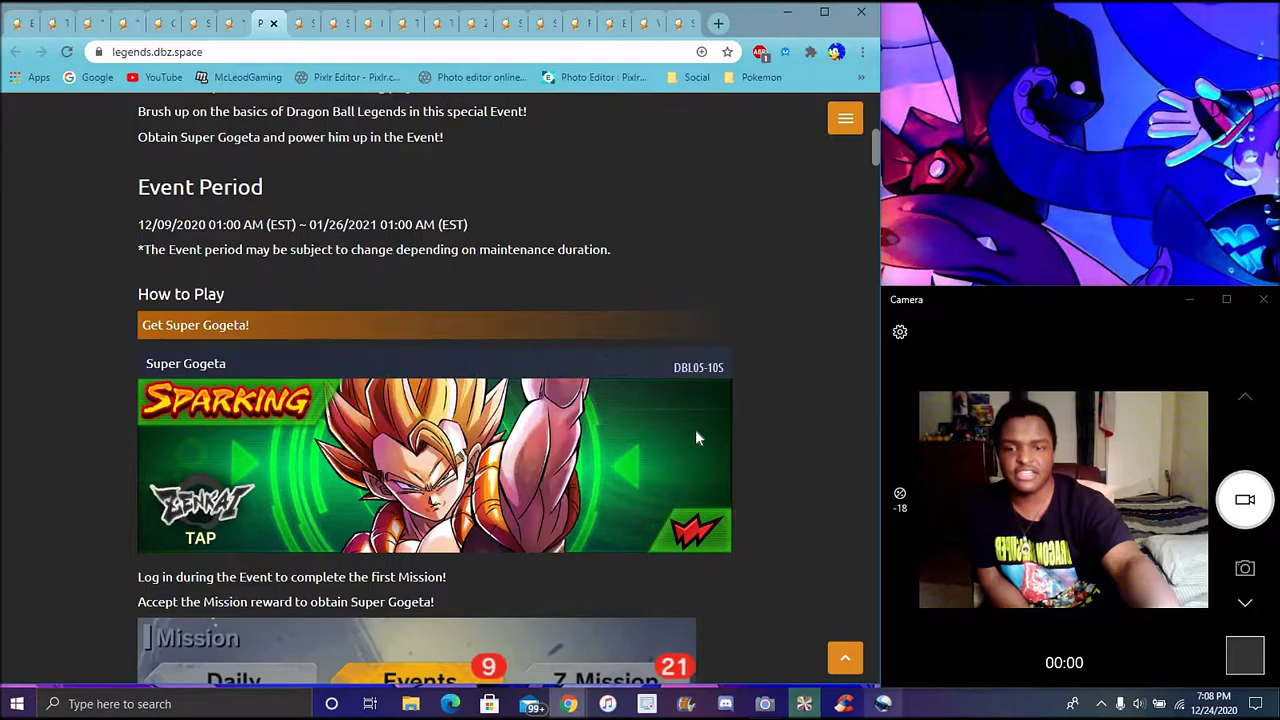 legends.dbz.space
Apps Google YouTube McLeodGaming Pixlr Editor - Pixlr.c... Photo editor online... Photo Editor : Pixlr... Social Pokemon »
Brush up on the basics of Dragon Ball Legends in this special Event!
Obtain Super Gogeta and power him up in the Event!
Event Period
12/09/2020 01:00 AM (EST) ~ 01/26/2021 01:00 AM (EST)
*The Event period may be subject to change depending on maintenance duration.
How to Play
Get Super Gogeta!
Super Gogeta DBL05-10S
SPARKING
ZENKAI
TAP
Log in during the Event to complete the first Mission!
Accept the Mission reward to obtain Super Gogeta!
Mission
Daily Events 9 Z Mission 21
Camera
-18
00:00
Type here to search
99+
7:08 PM
12/24/2020